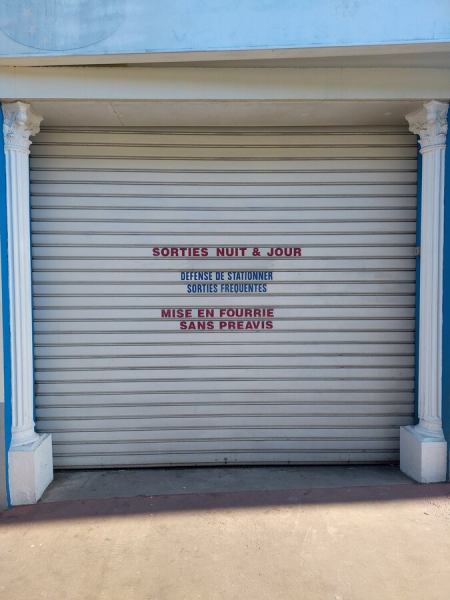 SORTIES NUIT & JOUR
DEFENSE DE STATIONNER
SORTIES FREQUENTES
MISE EN FOURRIE
SANS PREAVIS